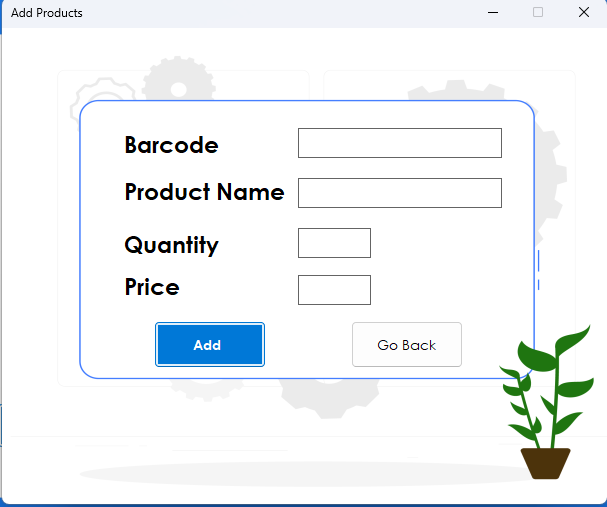 Add Products
Barcode
Product Name
Quantity
Price
Add
Go Back